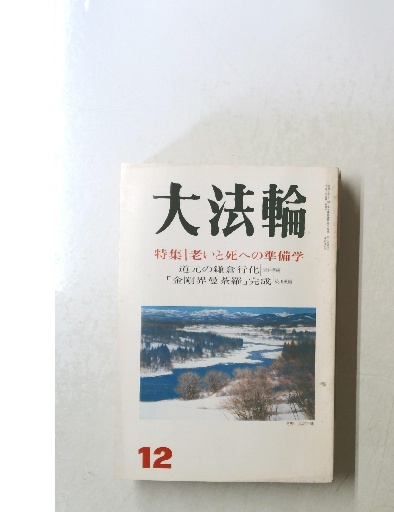 大法輪
特集|老いと死への準備学
道元の鎌倉行化
「金剛界曼荼羅」完成
12